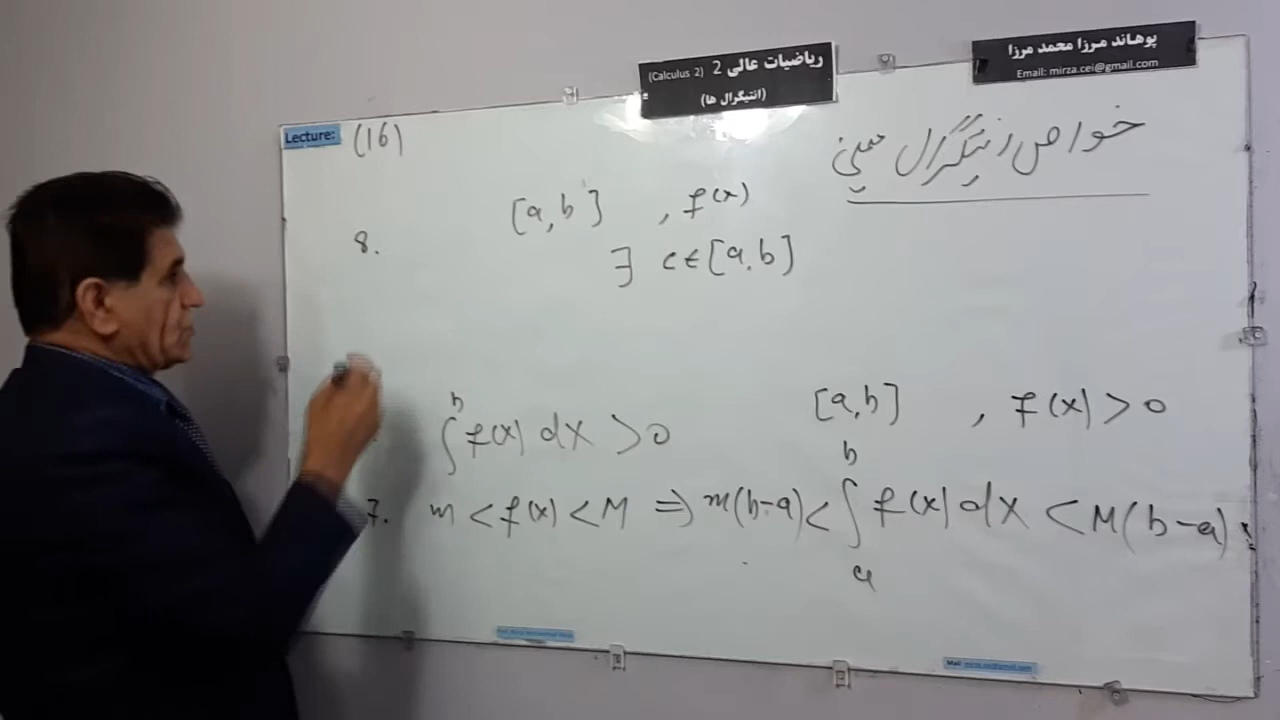 پوهاند مرزا محمد مرزا
Email: mirza.cei@gmail.com
ریاضیات عالی 2 (Calculus 2)
(انتیگرال ها)
Lecture: (16)
خواص انتیگرال معین
[a,b] , f(x)
8. ∃ c∈[a,b]
[a,b] , f(x)>0
∫ᵇ f(x) dx >0
7. m<f(x)<M ⇒ m(b-a)< ∫ₐᵇ f(x)dx <M(b-a)